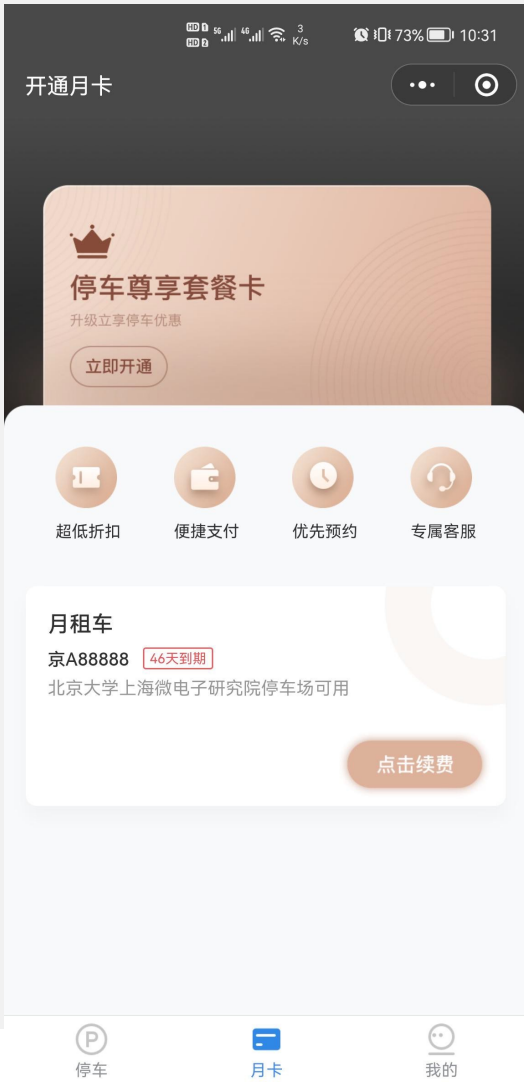 HD 1 5G 4G 3 73% 10:31
HD 2 K/s
开通月卡
停车尊享套餐卡
升级立享停车优惠
立即开通
超低折扣 便捷支付 优先预约 专属客服
月租车
京A88888 46天到期
北京大学上海微电子研究院停车场可用
点击续费
P
停车 月卡 我的